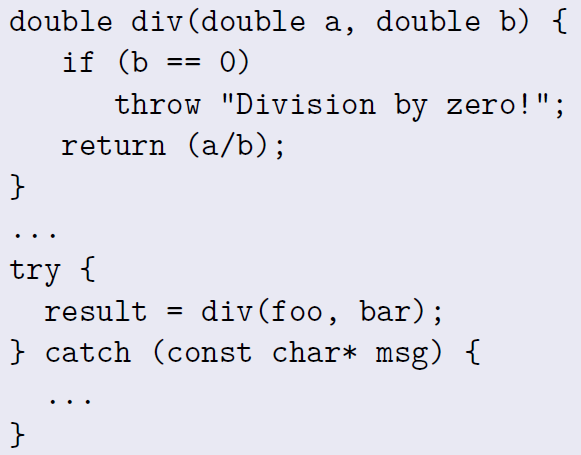 double div(double a, double b) {
   if (b == 0)
      throw "Division by zero!";
   return (a/b);
}
...
try {
  result = div(foo, bar);
} catch (const char* msg) {
  ...
}